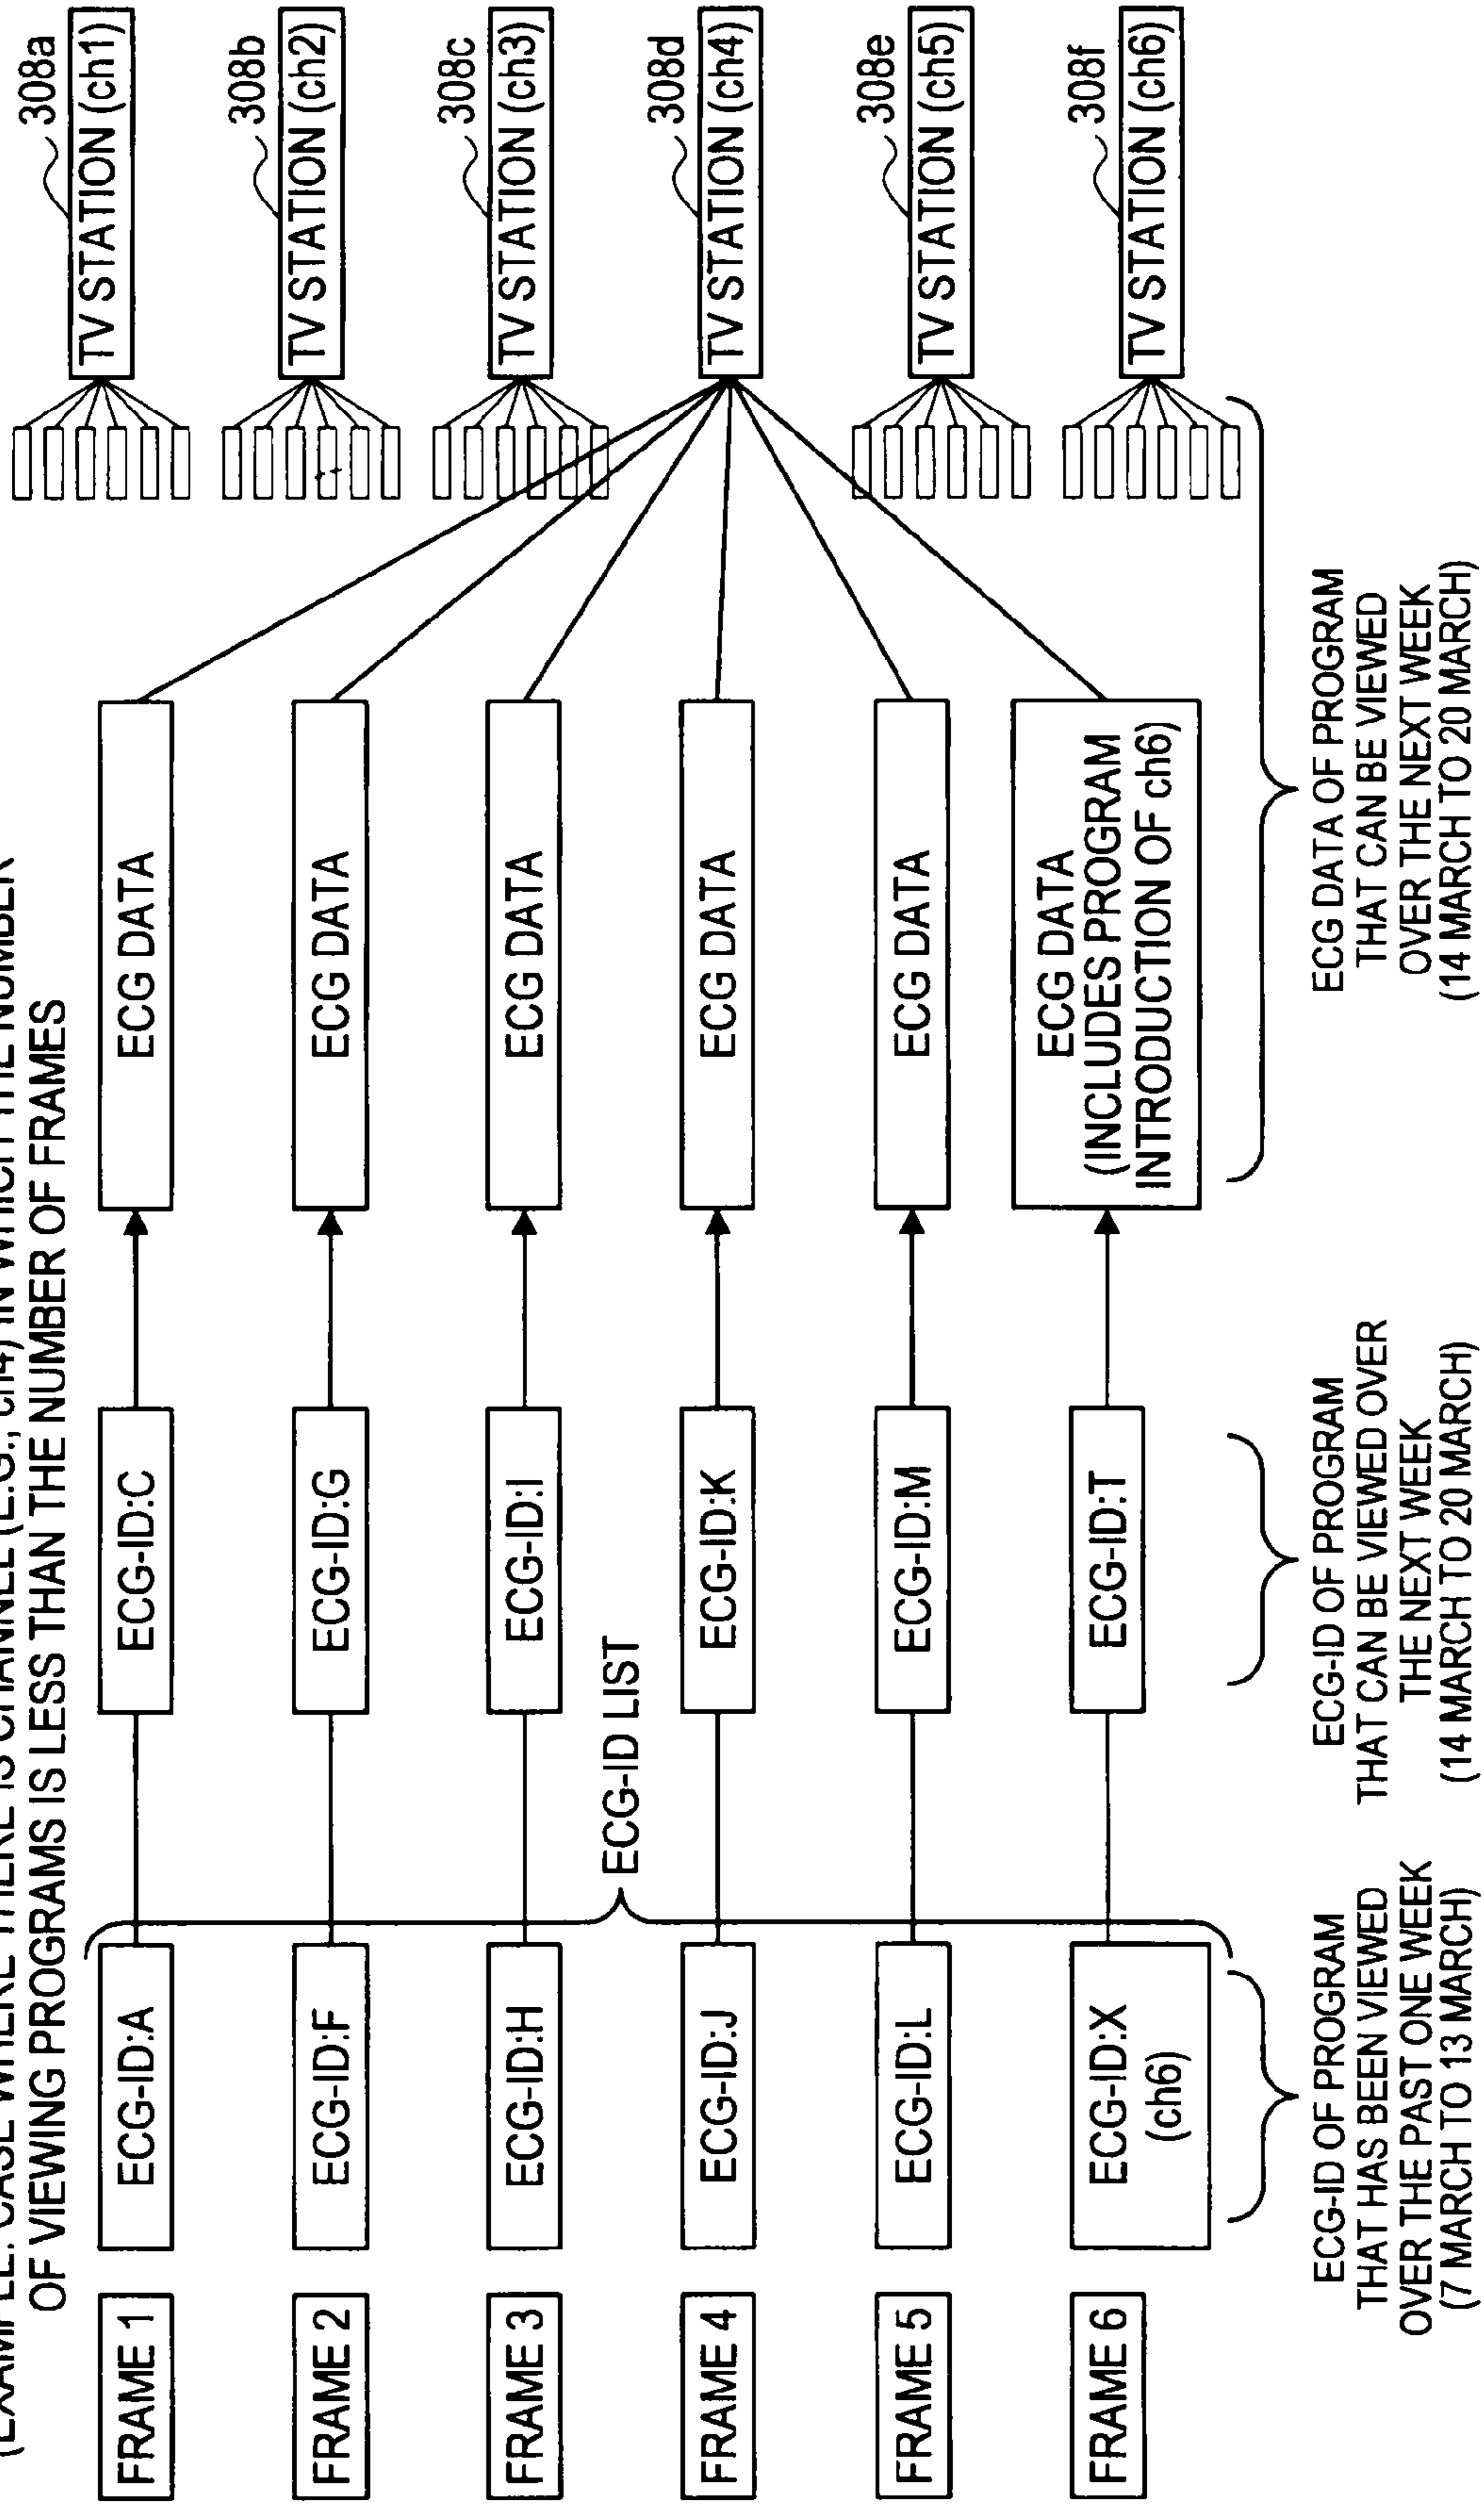 (EXAMPLE: CASE WHERE THERE IS CHANNEL (E.G., ch4) IN WHICH THE NUMBER
OF VIEWING PROGRAMS IS LESS THAN THE NUMBER OF FRAMES
FRAME 1
ECG-ID:A
ECG-ID:C
ECG DATA
308a
TV STATION (ch1)
FRAME 2
ECG-ID:F
ECG-ID:G
ECG DATA
308b
TV STATION (ch2)
FRAME 3
ECG-ID:H
ECG-ID:I
ECG DATA
308c
TV STATION (ch3)
ECG-ID LIST
FRAME 4
ECG-ID:J
ECG-ID:K
ECG DATA
308d
TV STATION (ch4)
FRAME 5
ECG-ID:L
ECG-ID:M
ECG DATA
308e
TV STATION (ch5)
FRAME 6
ECG-ID:X
(ch6)
ECG-ID:T
ECG DATA
(INCLUDES PROGRAM
INTRODUCTION OF ch6)
308f
TV STATION (ch6)
ECG-ID OF PROGRAM
THAT HAS BEEN VIEWED
OVER THE PAST ONE WEEK
(7 MARCH TO 13 MARCH)
ECG-ID OF PROGRAM
THAT CAN BE VIEWED OVER
THE NEXT WEEK
(14 MARCH TO 20 MARCH)
ECG DATA OF PROGRAM
THAT CAN BE VIEWED
OVER THE NEXT WEEK
(14 MARCH TO 20 MARCH)